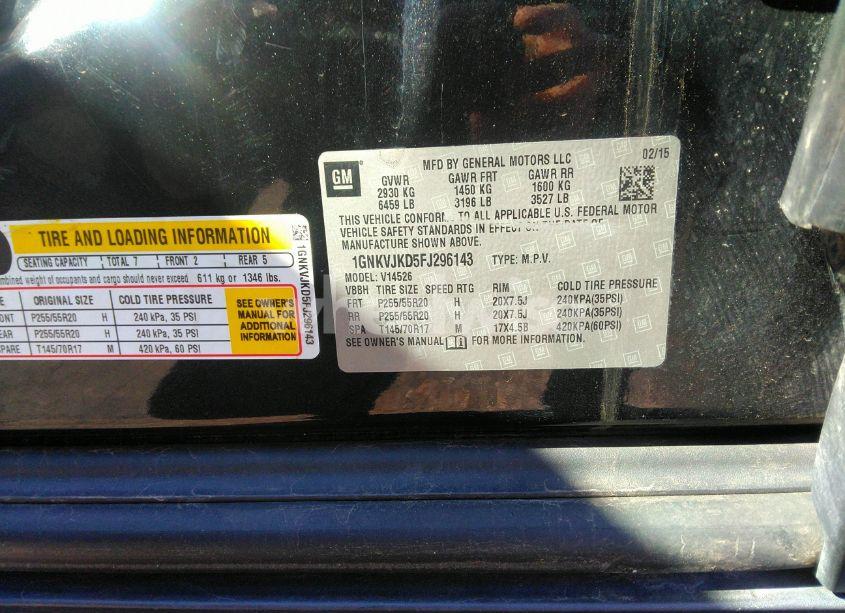 TIRE AND LOADING INFORMATION
SEATING CAPACITY TOTAL 7 FRONT 2 REAR 5
combined weight of occupants and cargo should never exceed 611 kg or 1346 lbs.
ORIGINAL SIZE COLD TIRE PRESSURE
P255/55R20 H 240 kPa, 35 PSI
P255/55R20 H 240 kPa, 35 PSI
T145/70R17 M 420 kPa, 60 PSI
SEE OWNER'S
MANUAL FOR
ADDITIONAL
INFORMATION
1GNKVJKD5FJ296143
GM
MFD BY GENERAL MOTORS LLC 02/15
GVWR GAWR FRT GAWR RR
2930 KG 1450 KG 1600 KG
6459 LB 3196 LB 3527 LB
THIS VEHICLE CONFORMS TO ALL APPLICABLE U.S. FEDERAL MOTOR
VEHICLE SAFETY STANDARDS IN EFFECT ON THE DATE OF
MANUFACTURE SHOWN ABOVE.
1GNKVJKD5FJ296143 TYPE: M.P.V.
MODEL: V14526
VBBH TIRE SIZE SPEED RTG RIM COLD TIRE PRESSURE
FRT P255/55R20 H 20X7.5J 240KPA(35PSI)
RR P255/55R20 H 20X7.5J 240KPA(35PSI)
SPA T145/70R17 M 17X4.5B 420KPA(60PSI)
SEE OWNER'S MANUAL FOR MORE INFORMATION.